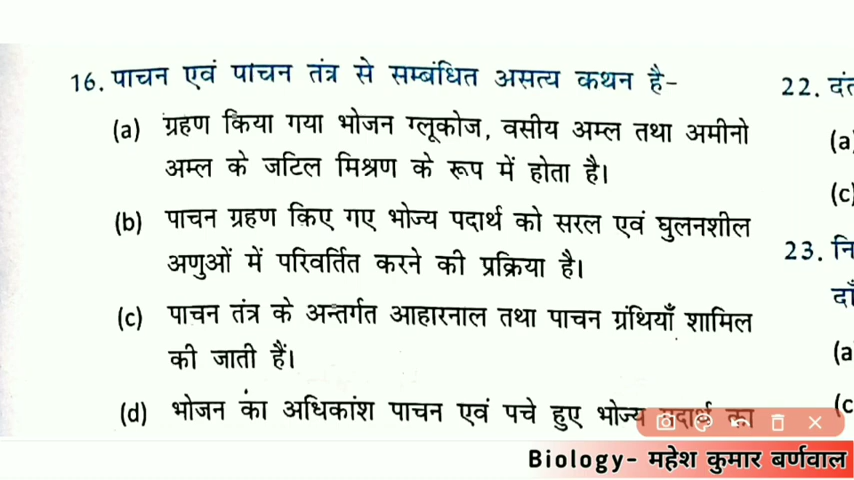 16. पाचन एवं पाचन तंत्र से सम्बंधित असत्य कथन है–
(a) ग्रहण किया गया भोजन ग्लूकोज, वसीय अम्ल तथा अमीनो
अम्ल के जटिल मिश्रण के रूप में होता है।
(b) पाचन ग्रहण किए गए भोज्य पदार्थ को सरल एवं घुलनशील
अणुओं में परिवर्तित करने की प्रक्रिया है।
(c) पाचन तंत्र के अन्तर्गत आहारनाल तथा पाचन ग्रंथियाँ शामिल
की जाती हैं।
(d) भोजन का अधिकांश पाचन एवं पचे हुए भोज्य पदार्थ का
22.
(a)
(c)
23.
(a)
(c
Biology- महेश कुमार बर्णवाल